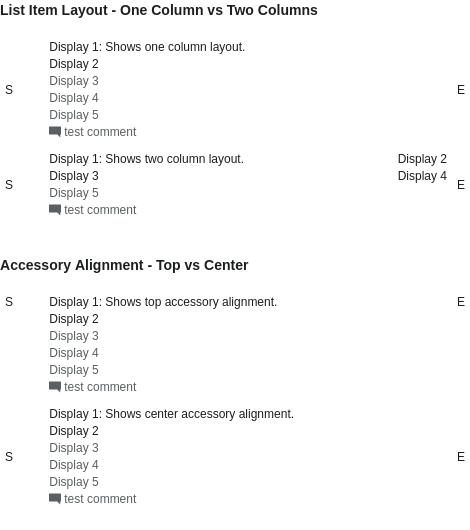 List Item Layout - One Column vs Two Columns
Display 1: Shows one column layout.
Display 2
Display 3
S Display 4 E
Display 5
test comment
Display 1: Shows two column layout. Display 2
Display 3 Display 4
S Display 5 E
test comment
Accessory Alignment - Top vs Center
S Display 1: Shows top accessory alignment. E
Display 2
Display 3
Display 4
Display 5
test comment
Display 1: Shows center accessory alignment.
Display 2
Display 3
S Display 4 E
Display 5
test comment